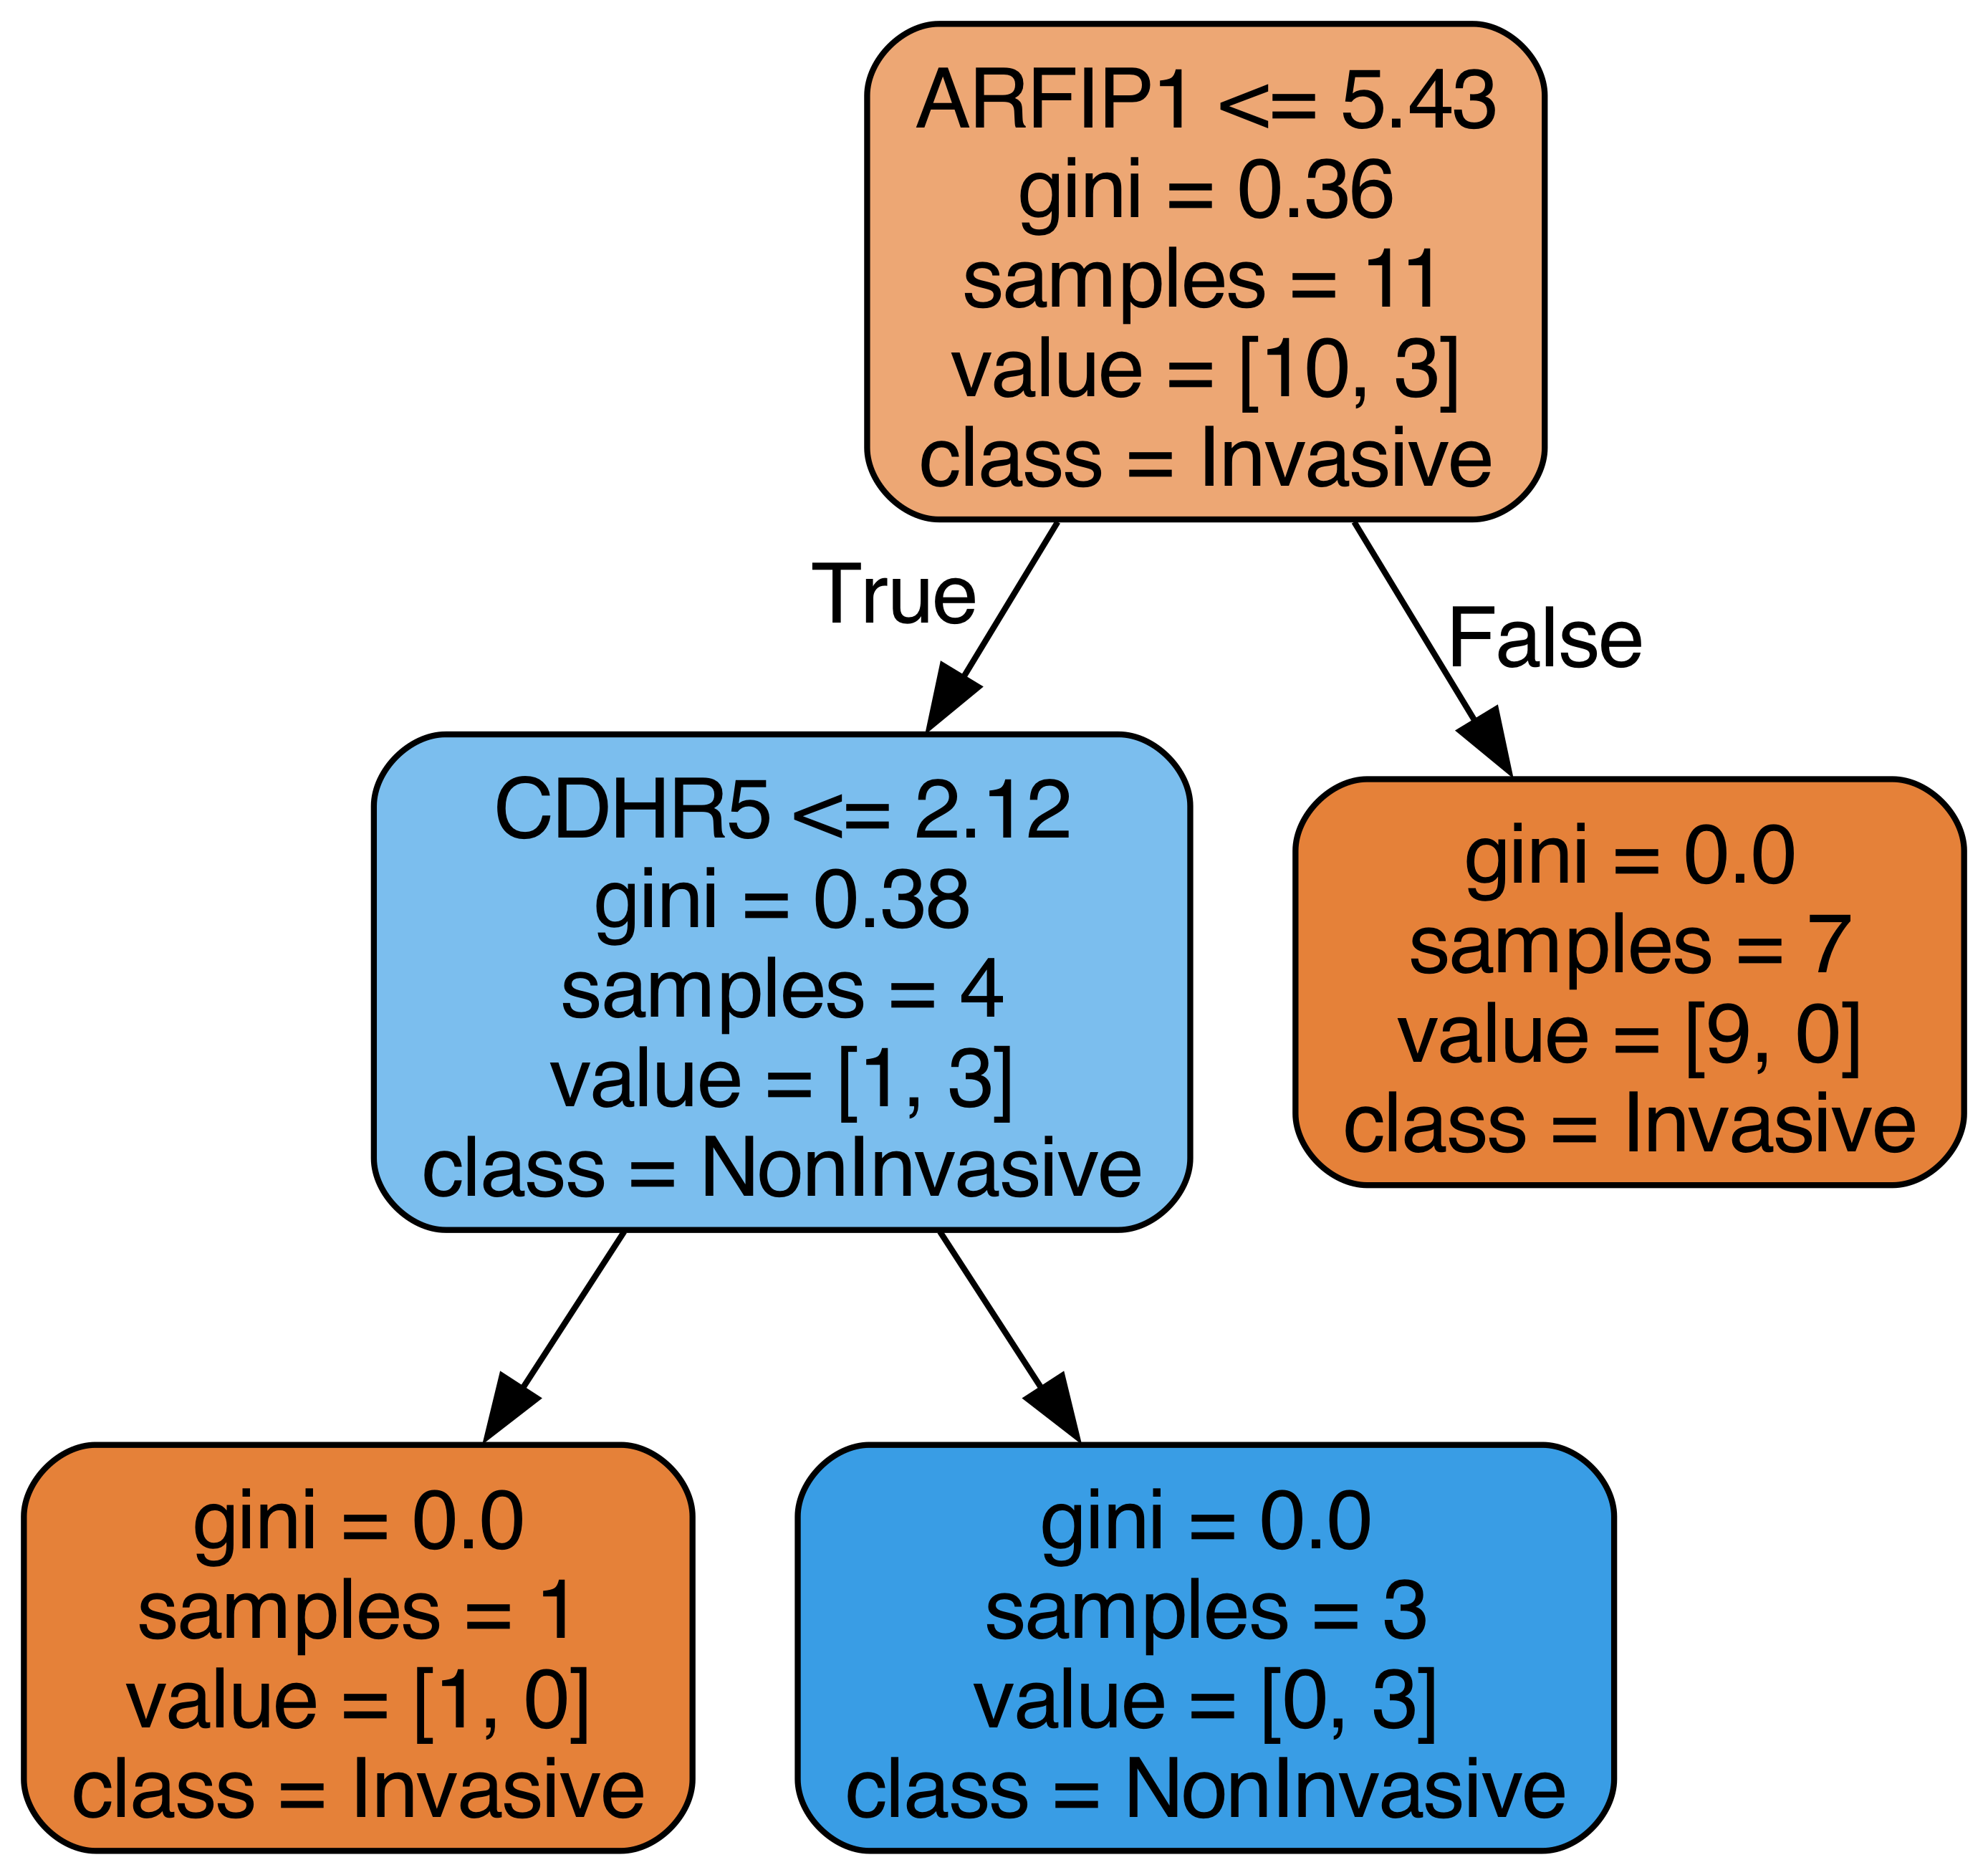 ARFIP1 <= 5.43
gini = 0.36
samples = 11
value = [10, 3]
class = Invasive
True
False
CDHR5 <= 2.12
gini = 0.38
samples = 4
value = [1, 3]
class = NonInvasive
gini = 0.0
samples = 7
value = [9, 0]
class = Invasive
gini = 0.0
samples = 1
value = [1, 0]
class = Invasive
gini = 0.0
samples = 3
value = [0, 3]
class = NonInvasive